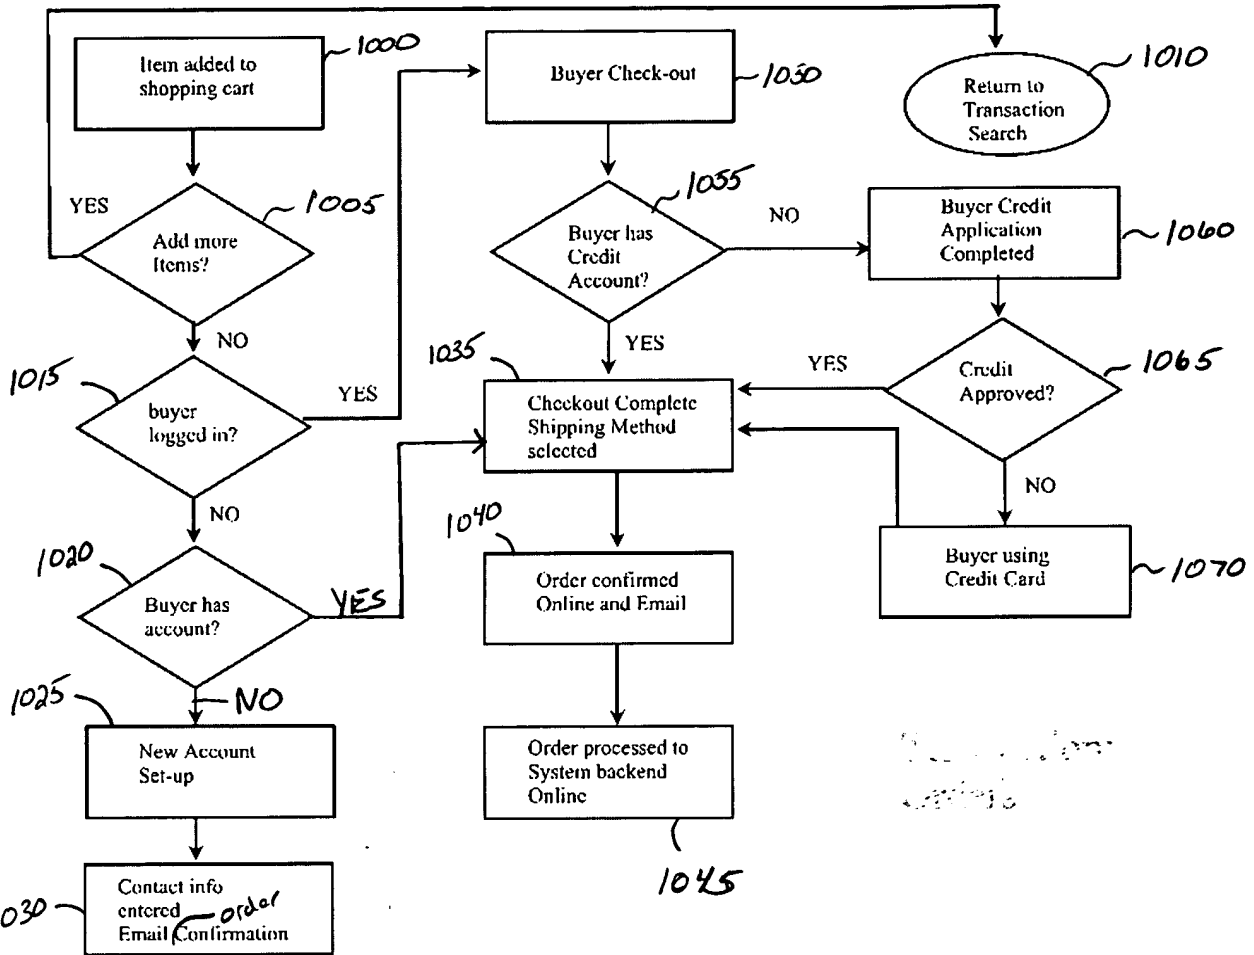 1000
Item added to
shopping cart
1005
YES
Add more
Items?
NO
1015
buyer
logged in?
YES
NO
1020
Buyer has
account?
YES
NO
1025
New Account
Set-up
030
Contact info
entered
order
Email Confirmation
1050
Buyer Check-out
1055
Buyer has
Credit
Account?
NO
YES
1035
Checkout Complete
Shipping Method
selected
1040
Order confirmed
Online and Email
Order processed to
System backend
Online
1045
1010
Return to
Transaction
Search
Buyer Credit
Application
Completed
1060
YES
Credit
Approved?
1065
NO
Buyer using
Credit Card
1070